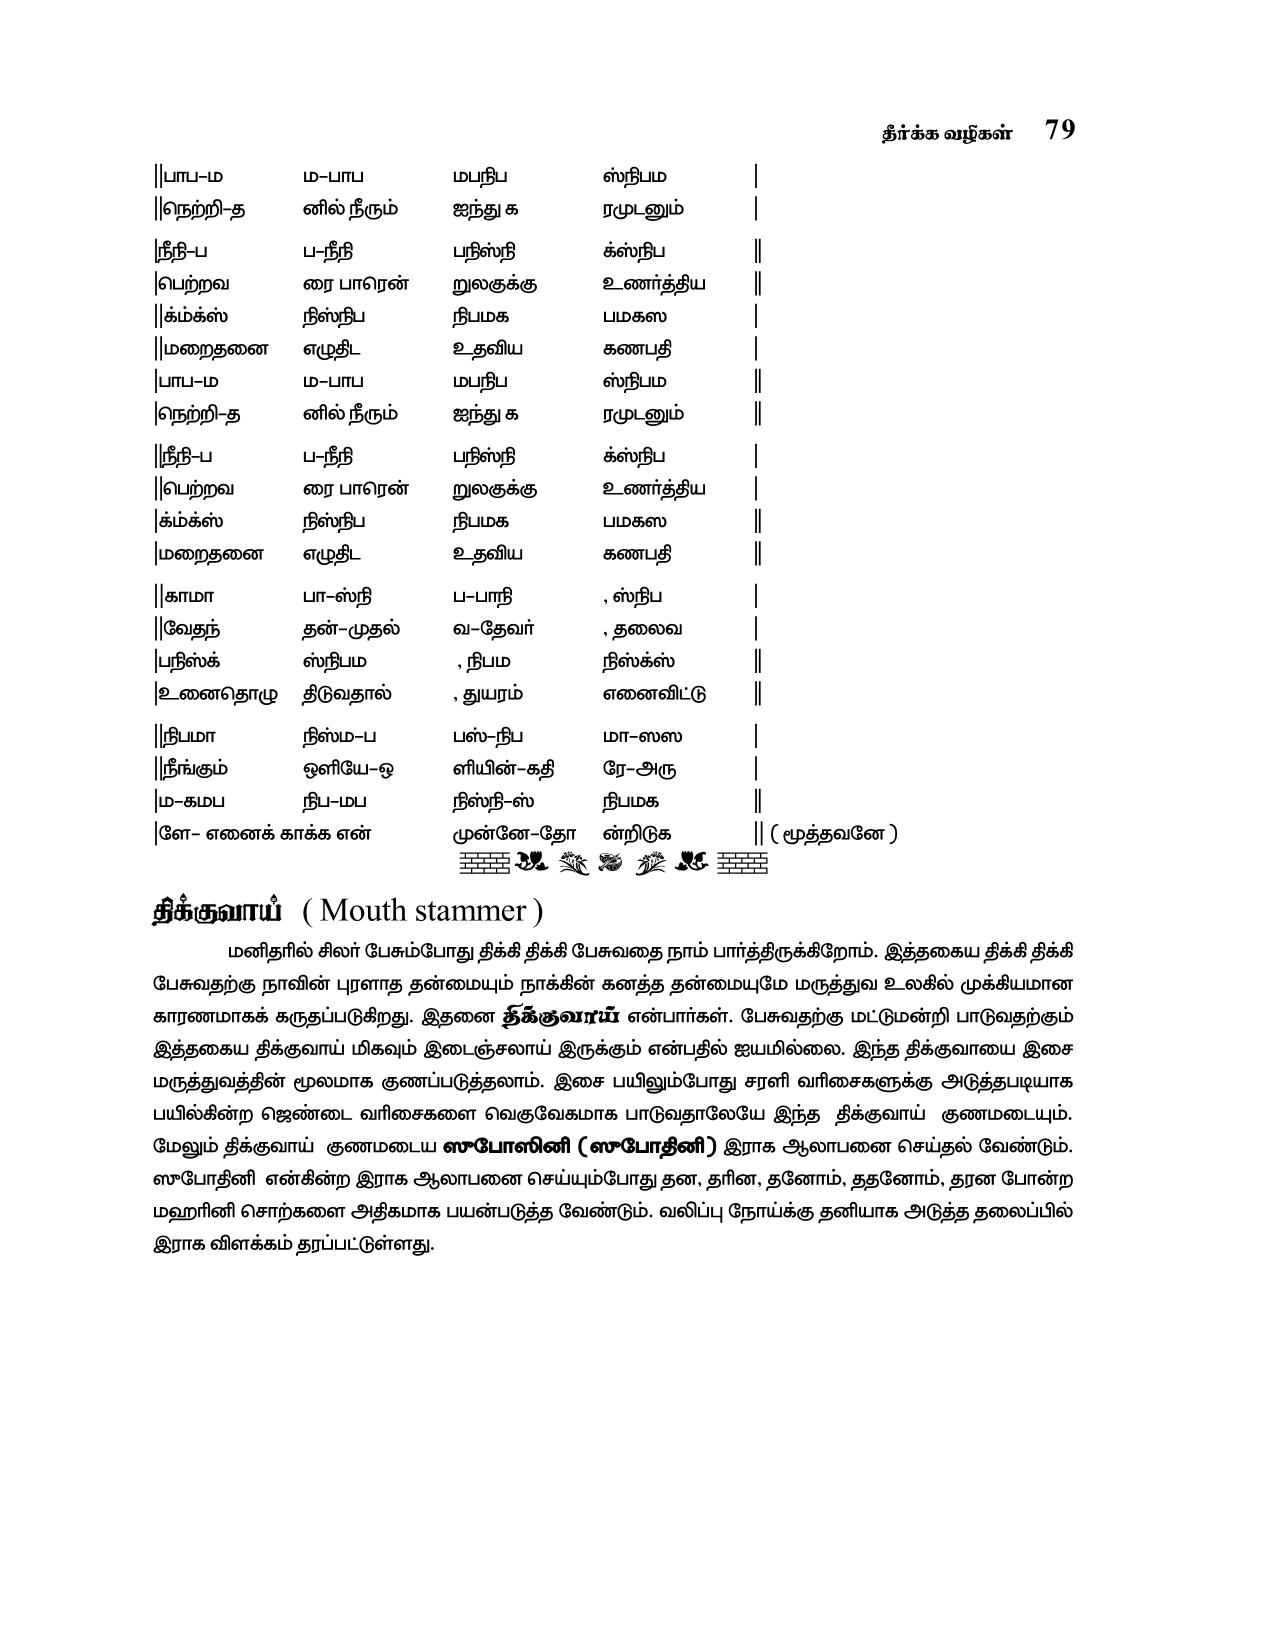 தீர்க்க வழிகள் 79
||பாப-ம ம-பாப மபநிப ஸ்நிபம |
||நெற்றி-த னில் நீரும் ஐந்து க ரமுடனும் |
|நீநி-ப ப-நீநி பநிஸ்நி க்ஸ்நிப ||
|பெற்றவ ரை பாரென் றுலகுக்கு உணர்த்திய ||
||க்ம்க்ஸ் நிஸ்நிப நிபமக பமகஸ |
||மறைதனை எழுதிட உதவிய கணபதி |
|பாப-ம ம-பாப மபநிப ஸ்நிபம ||
|நெற்றி-த னில் நீரும் ஐந்து க ரமுடனும் ||
||நீநி-ப ப-நீநி பநிஸ்நி க்ஸ்நிப |
||பெற்றவ ரை பாரென் றுலகுக்கு உணர்த்திய |
|க்ம்க்ஸ் நிஸ்நிப நிபமக பமகஸ ||
|மறைதனை எழுதிட உதவிய கணபதி ||
||காமா பா-ஸ்நி ப-பாநி , ஸ்நிப |
||வேதந் தன்-முதல் வ-தேவர் , தலைவ |
|பநிஸ்க் ஸ்நிபம , நிபம நிஸ்க்ஸ் ||
|உனைதொழு திடுவதால் , துயரம் எனைவிட்டு ||
||நிபமா நிஸ்ம-ப பஸ்-நிப மா-ஸஸ |
||நீங்கும் ஒளியே-ஒ ளியின்-கதி ரே-அரு |
|ம-கமப நிப-மப நிஸ்நி-ஸ் நிபமக ||
|ளே- எனைக் காக்க என் முன்னே-தோ ன்றிடுக || ( மூத்தவனே )
திக்குவாய் ( Mouth stammer )
மனிதரில் சிலர் பேசும்போது திக்கி திக்கி பேசுவதை நாம் பார்த்திருக்கிறோம். இத்தகைய திக்கி திக்கி
பேசுவதற்கு நாவின் புரளாத தன்மையும் நாக்கின் கனத்த தன்மையுமே மருத்துவ உலகில் முக்கியமான
காரணமாகக் கருதப்படுகிறது. இதனை திக்குவாய் என்பார்கள். பேசுவதற்கு மட்டுமன்றி பாடுவதற்கும்
இத்தகைய திக்குவாய் மிகவும் இடைஞ்சலாய் இருக்கும் என்பதில் ஐயமில்லை. இந்த திக்குவாயை இசை
மருத்துவத்தின் மூலமாக குணப்படுத்தலாம். இசை பயிலும்போது சரளி வரிசைகளுக்கு அடுத்தபடியாக
பயில்கின்ற ஜெண்டை வரிசைகளை வெகுவேகமாக பாடுவதாலேயே இந்த திக்குவாய் குணமடையும்.
மேலும் திக்குவாய் குணமடைய ஸுபோஸினி (ஸுபோதினி) இராக ஆலாபனை செய்தல் வேண்டும்.
ஸுபோதினி என்கின்ற இராக ஆலாபனை செய்யும்போது தன, தரின, தனோம், ததனோம், தரன போன்ற
மஹரினி சொற்களை அதிகமாக பயன்படுத்த வேண்டும். வலிப்பு நோய்க்கு தனியாக அடுத்த தலைப்பில்
இராக விளக்கம் தரப்பட்டுள்ளது.